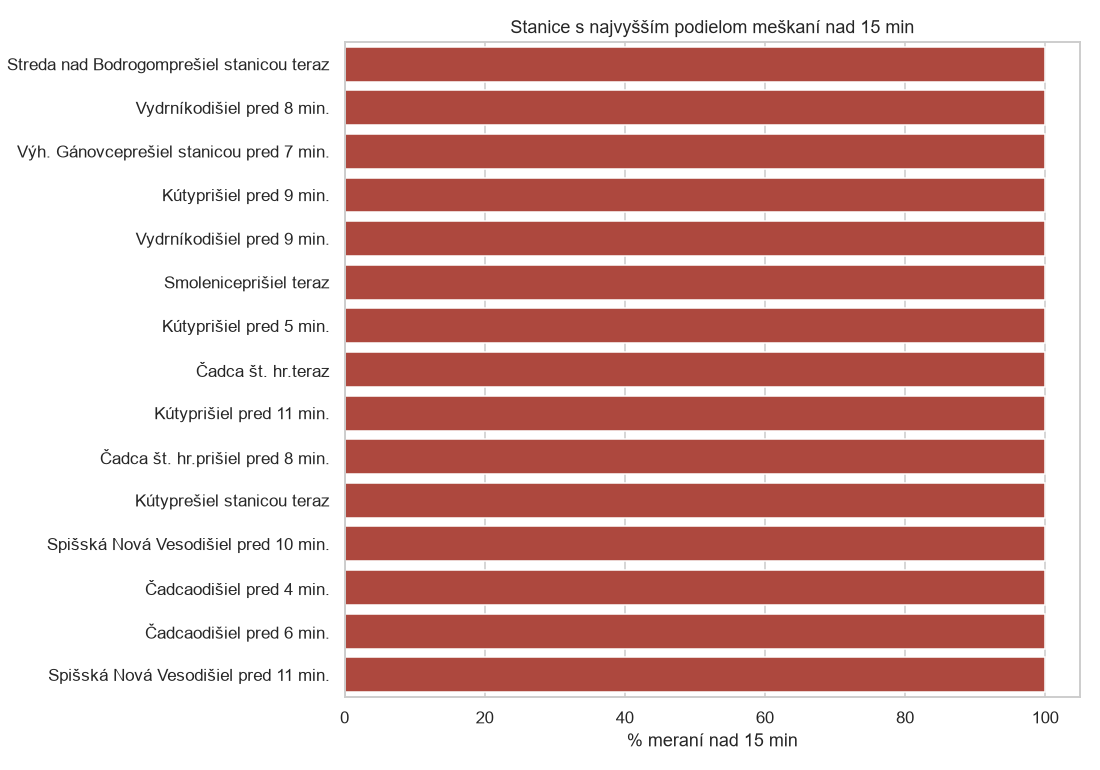 Stanice s najvyšším podielom meškaní nad 15 min
Streda nad Bodrogomprešiel stanicou teraz
Vydrníkodišiel pred 8 min.
Výh. Gánovceprešiel stanicou pred 7 min.
Kútyprišiel pred 9 min.
Vydrníkodišiel pred 9 min.
Smoleniceprišiel teraz
Kútyprišiel pred 5 min.
Čadca št. hr.teraz
Kútyprišiel pred 11 min.
Čadca št. hr.prišiel pred 8 min.
Kútyprešiel stanicou teraz
Spišská Nová Vesodišiel pred 10 min.
Čadcaodišiel pred 4 min.
Čadcaodišiel pred 6 min.
Spišská Nová Vesodišiel pred 11 min.
0 20 40 60 80 100
% meraní nad 15 min